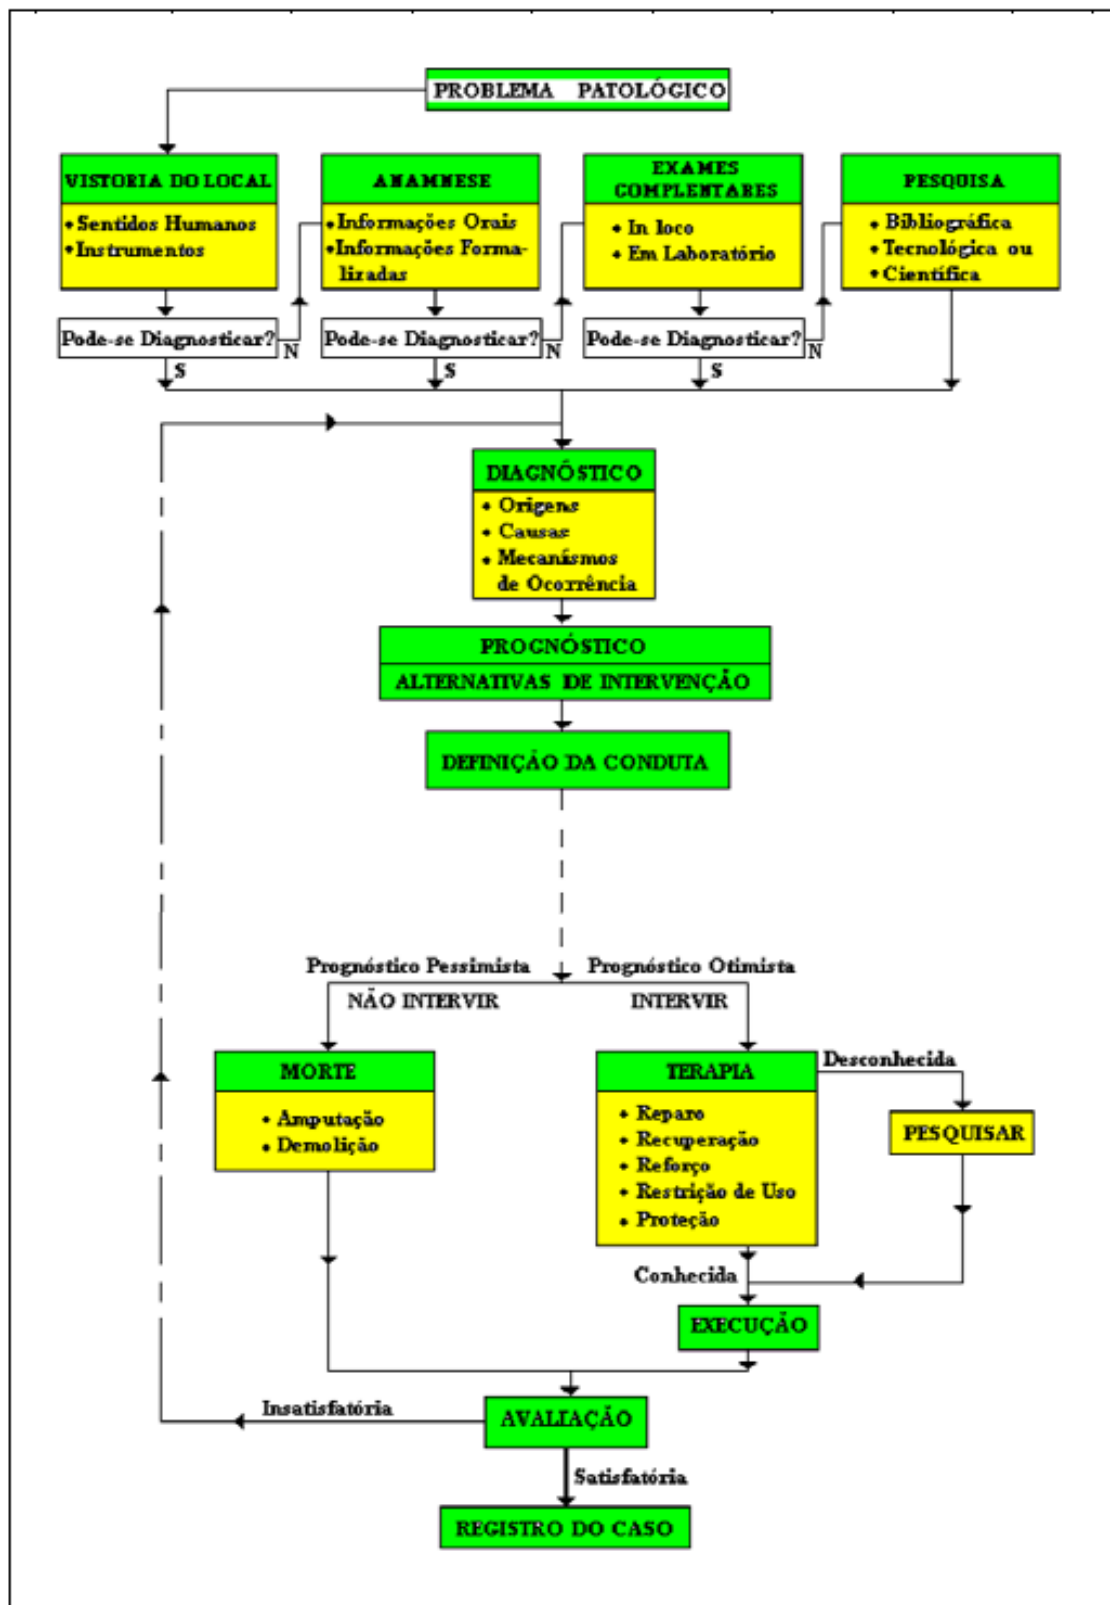 PROBLEMA PATOLÓGICO
VISTORIA DO LOCAL
• Sentidos Humanos
• Instrumentos
Pode-se Diagnosticar?
N
S
ANAMNESE
• Informações Orais
• Informações Forma-
lizadas
Pode-se Diagnosticar?
N
S
EXAMES
COMPLENTARES
• In loco
• Em Laboratório
Pode-se Diagnosticar?
N
S
PESQUISA
• Bibliográfica
• Tecnológica ou
• Científica
DIAGNÓSTICO
• Origens
• Causas
• Mecanísmos
de Ocorrência
PROGNÓSTICO
ALTERNATIVAS DE INTERVENÇÃO
DEFINIÇÃO DA CONDUTA
Prognóstico Pessimista
NÃO INTERVIR
Prognóstico Otimista
INTERVIR
MORTE
• Amputação
• Demolição
TERAPIA
• Reparo
• Recuperação
• Reforço
• Restrição de Uso
• Proteção
Desconhecida
PESQUISAR
Conhecida
EXECUÇÃO
Insatisfatória
AVALIAÇÃO
Satisfatória
REGISTRO DO CASO